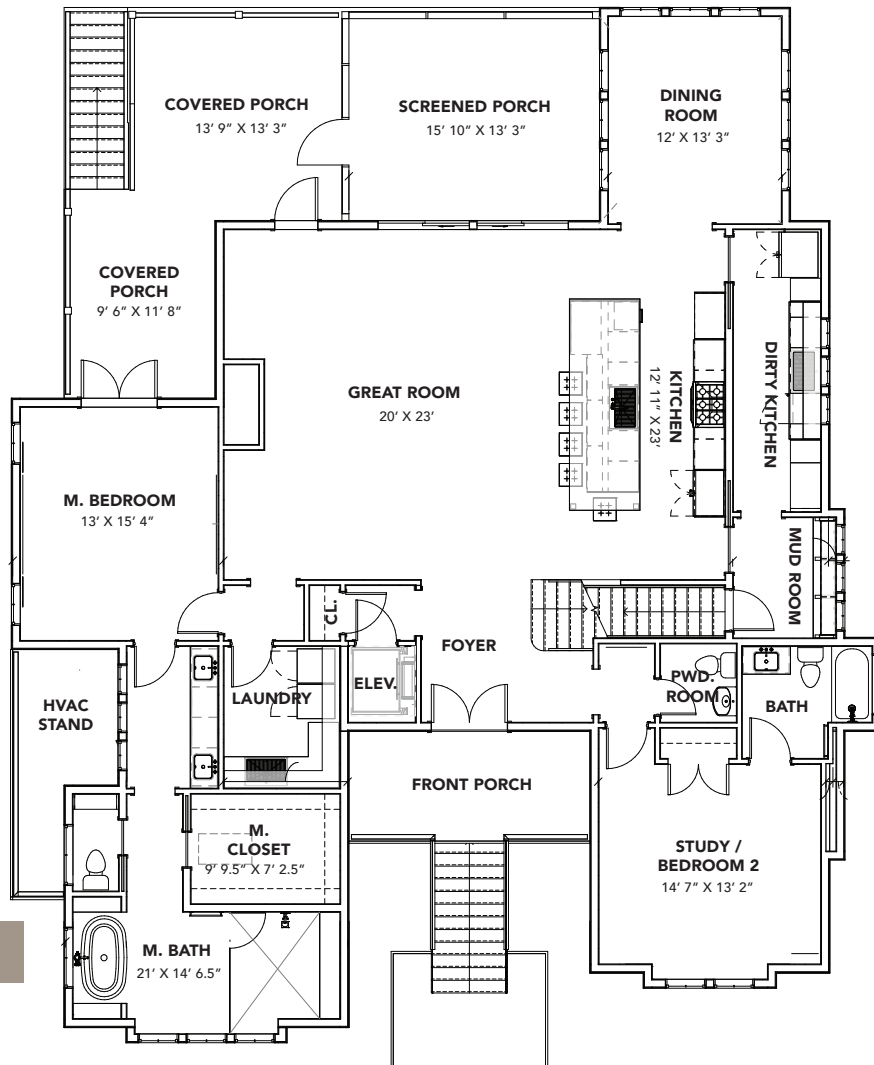 COVERED PORCH
13' 9" X 13' 3"
SCREENED PORCH
15' 10" X 13' 3"
DINING
ROOM
12' X 13' 3"
COVERED
PORCH
9' 6" X 11' 8"
GREAT ROOM
20' X 23'
KITCHEN
12' 11" X 23'
DIRTY KITCHEN
M. BEDROOM
13' X 15' 4"
MUD ROOM
CL.
FOYER
ELEV.
LAUNDRY
HVAC
STAND
PWD.
ROOM
BATH
FRONT PORCH
M.
CLOSET
9' 9.5" X 7' 2.5"
STUDY /
BEDROOM 2
14' 7" X 13' 2"
M. BATH
21' X 14' 6.5"